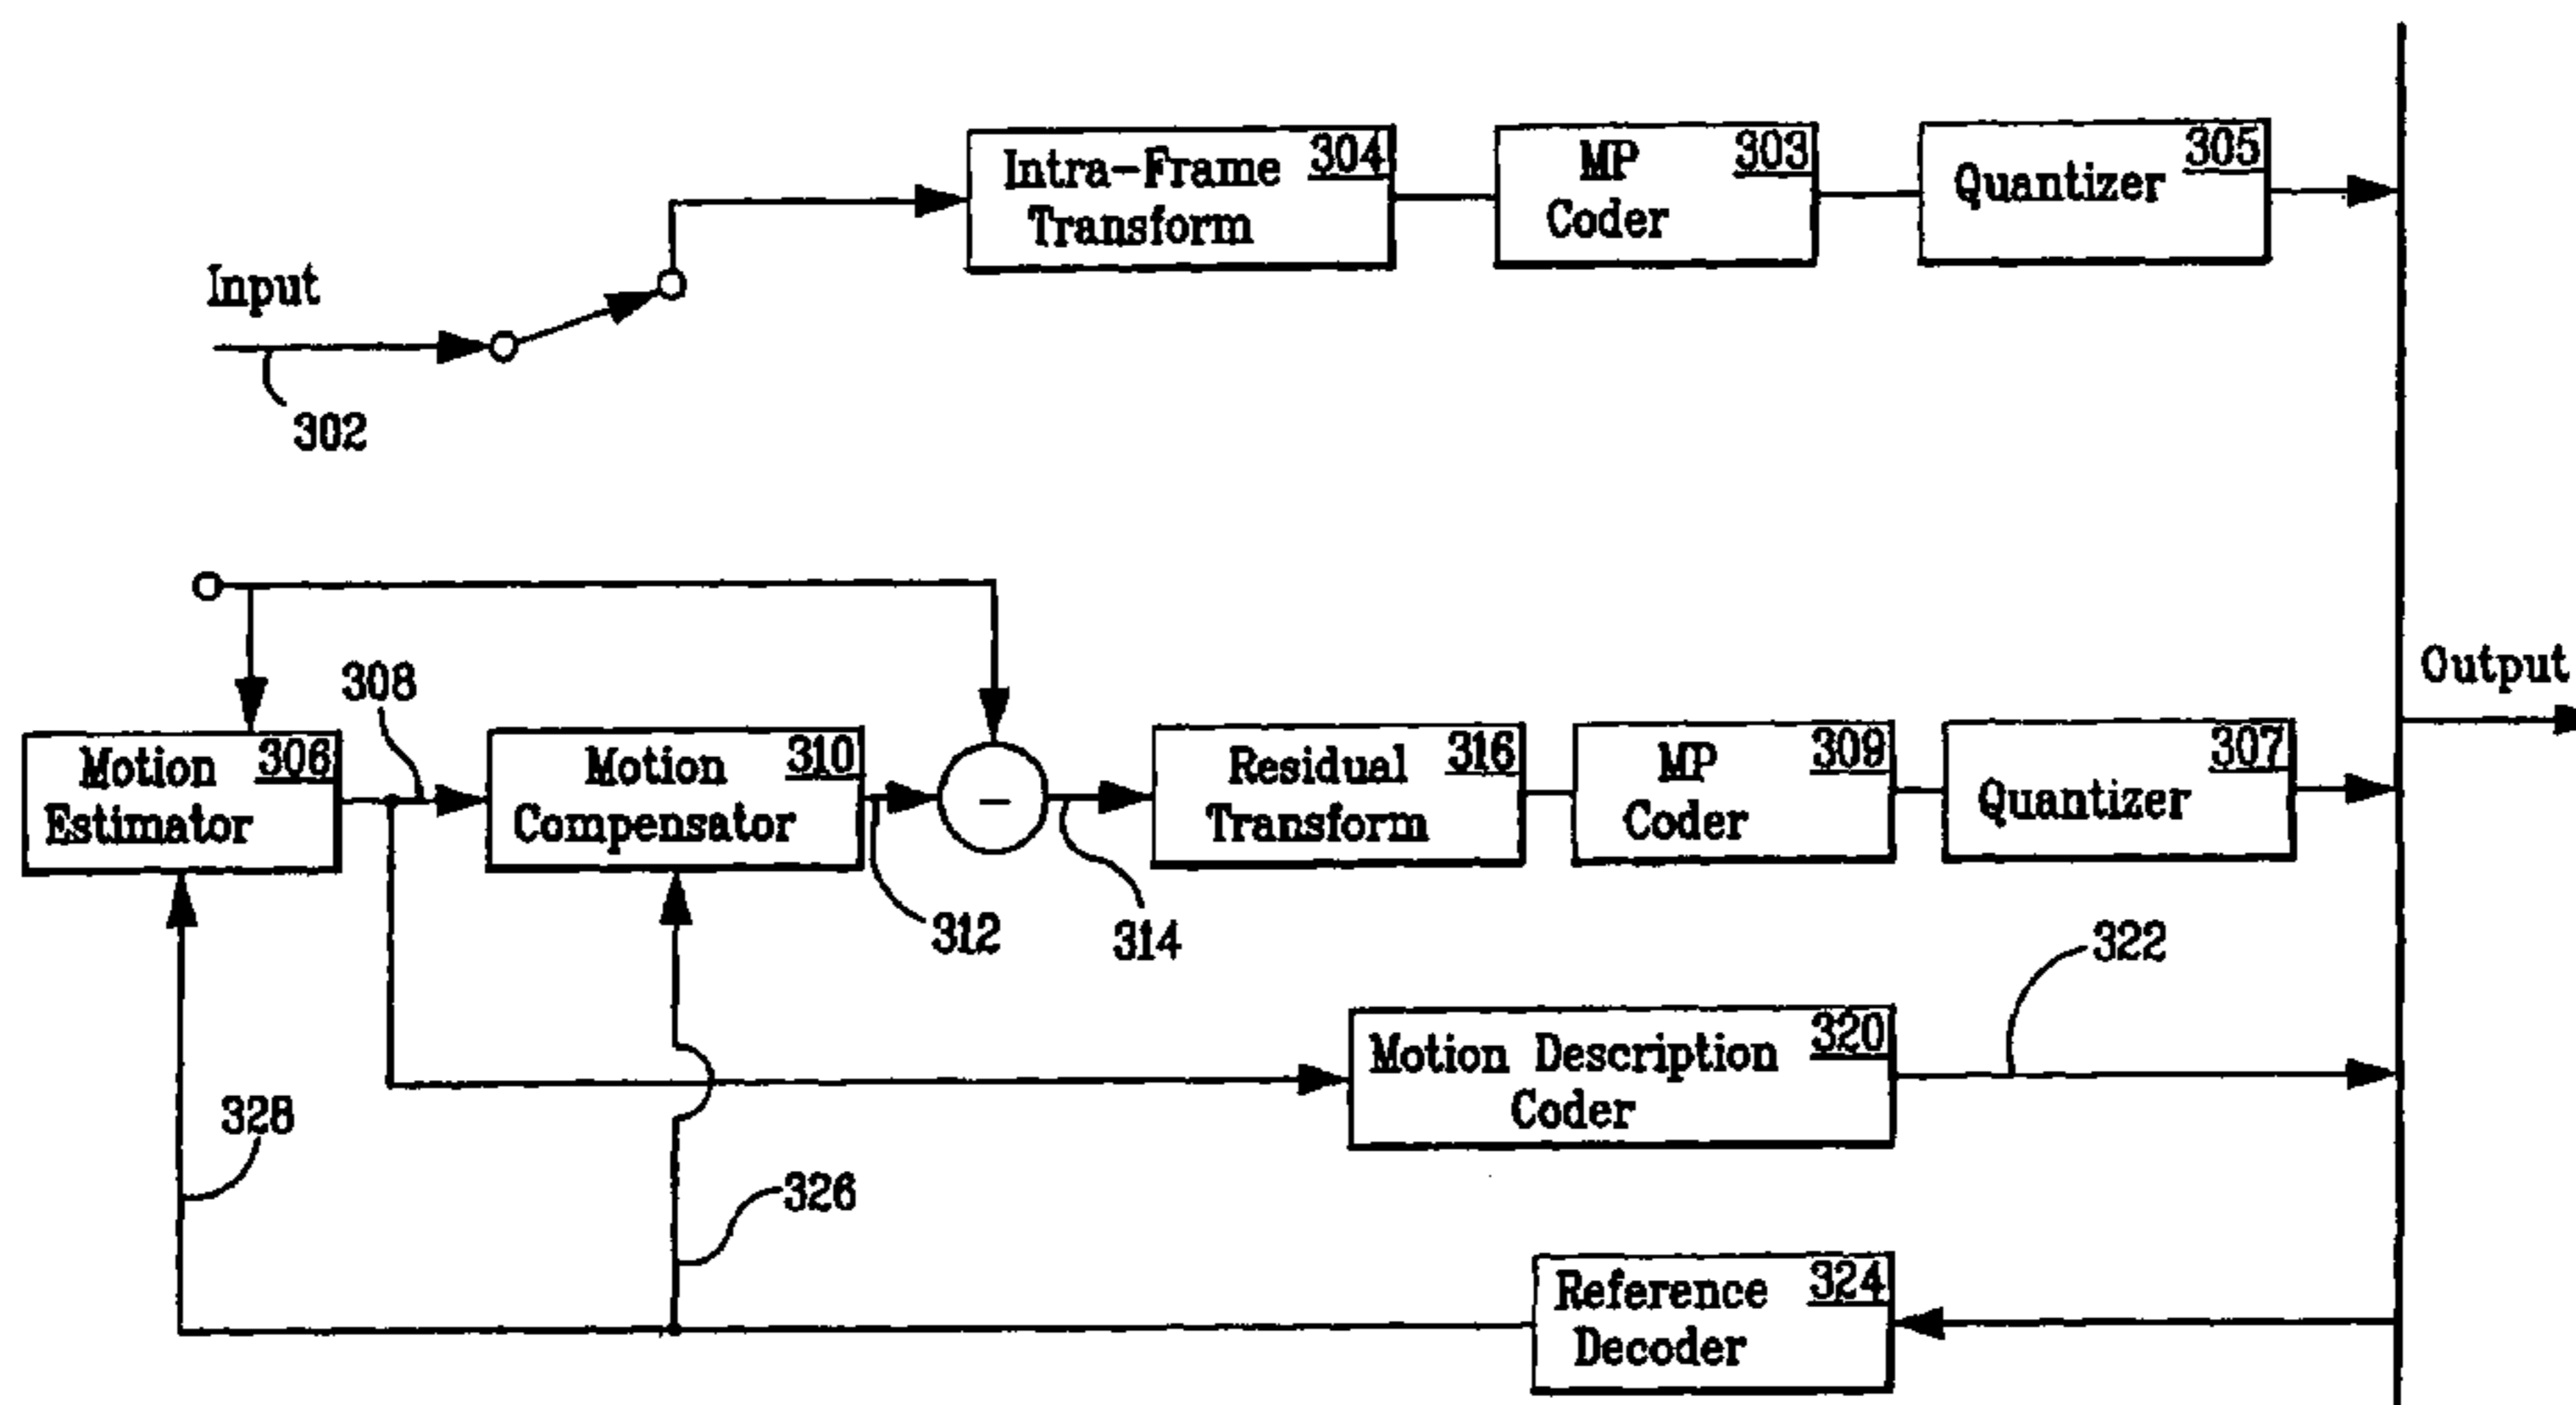 Intra-Frame 304
Transform
MP 303
Coder
Quantizer 305
Input
302
Output
308
Motion 306
Estimator
Motion 310
Compensator
-
Residual 316
Transform
MP 309
Coder
Quantizer 307
312
314
322
Motion Description 320
Coder
328
326
Reference 324
Decoder